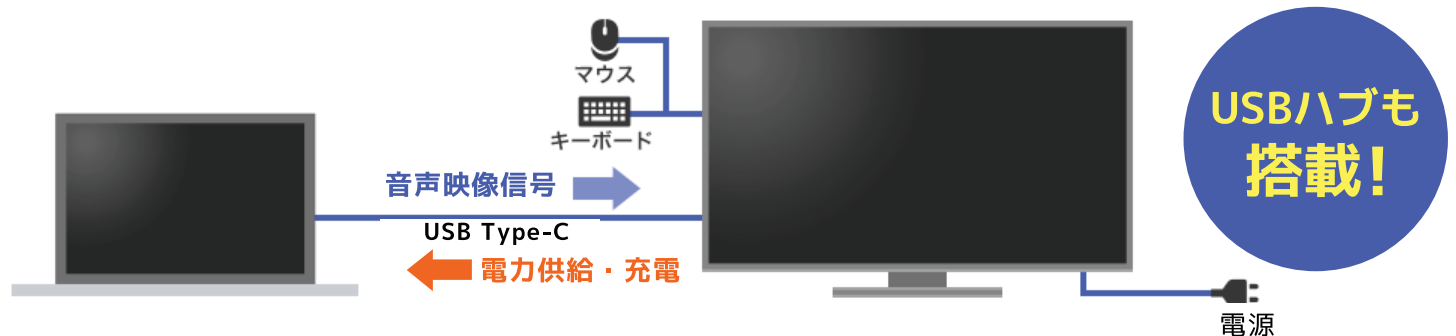 マウス
キーボード
音声映像信号
USB Type-C
電力供給・充電
USBハブも
搭載!
電源